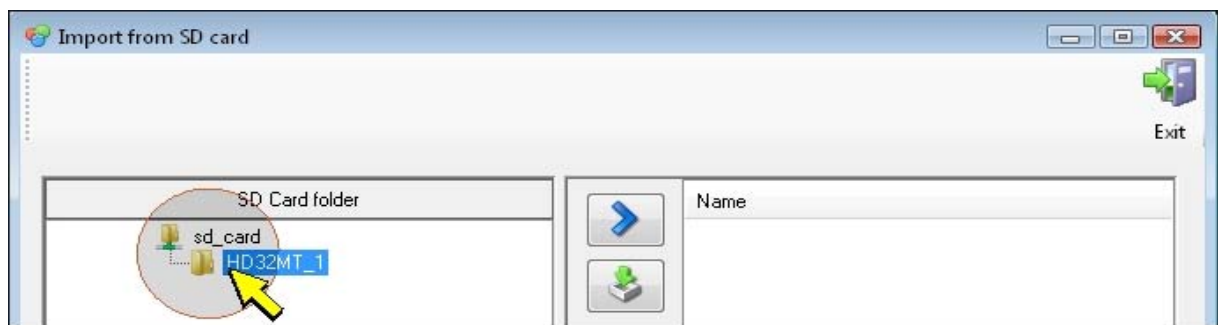 Import from SD card
Exit
SD Card folder
Name
sd_card
HD32MT_1